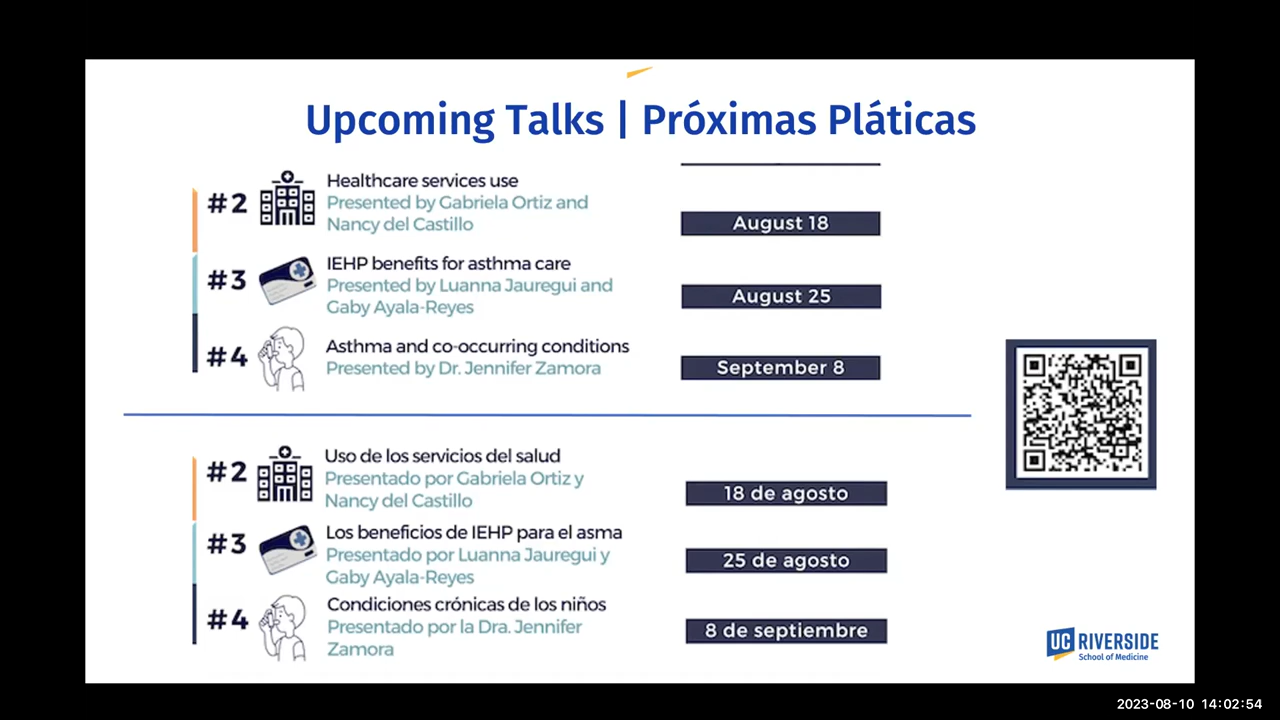 Upcoming Talks | Próximas Pláticas
#2
Healthcare services use
Presented by Gabriela Ortiz and
Nancy del Castillo
August 18
#3
IEHP benefits for asthma care
Presented by Luanna Jauregui and
Gaby Ayala-Reyes
August 25
#4
Asthma and co-occurring conditions
Presented by Dr. Jennifer Zamora
September 8
#2
Uso de los servicios del salud
Presentado por Gabriela Ortiz y
Nancy del Castillo
18 de agosto
#3
Los beneficios de IEHP para el asma
Presentado por Luanna Jauregui y
Gaby Ayala-Reyes
25 de agosto
#4
Condiciones crónicas de los niños
Presentado por la Dra. Jennifer
Zamora
8 de septiembre
UC RIVERSIDE
School of Medicine
2023-08-10 14:02:54